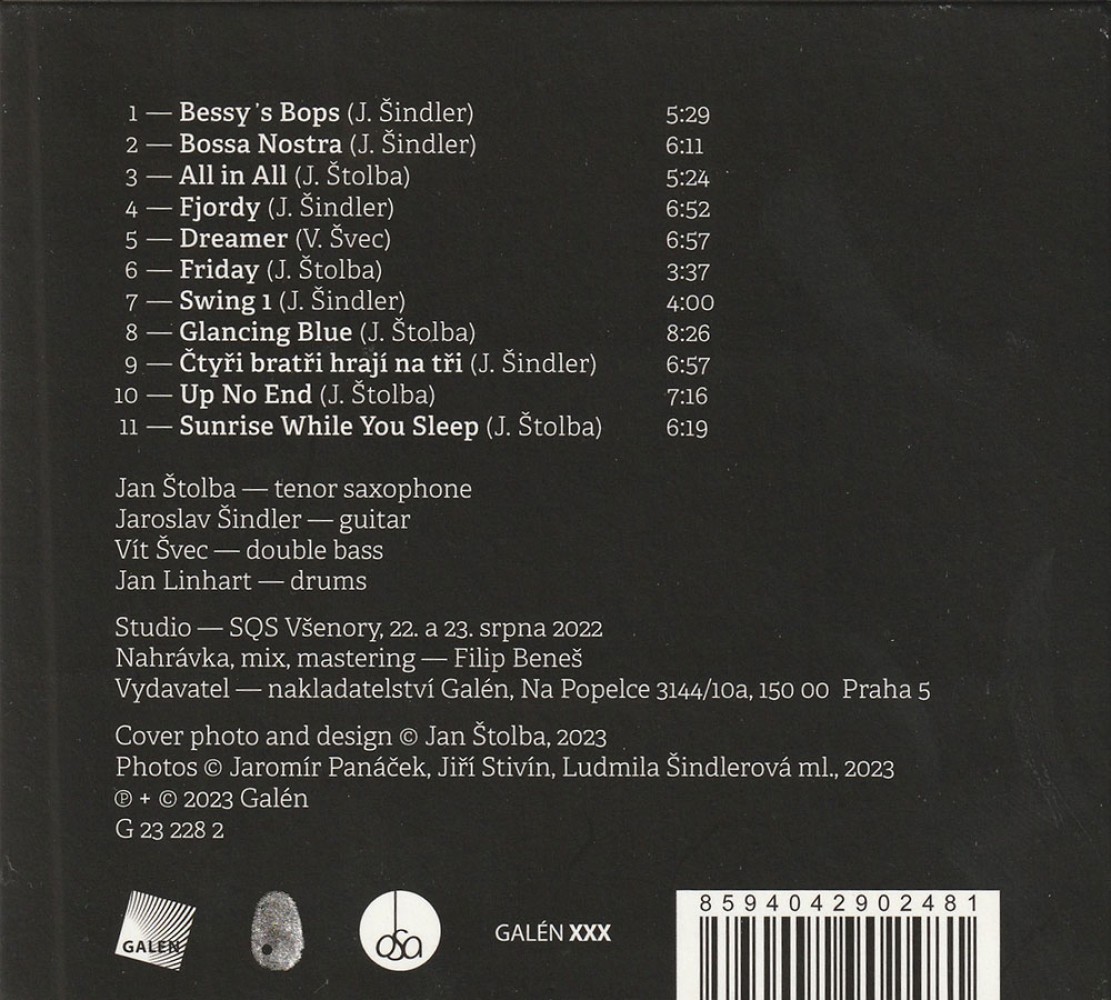 1 — Bessy's Bops (J. Šindler) 5:29
2 — Bossa Nostra (J. Šindler) 6:11
3 — All in All (J. Štolba) 5:24
4 — Fjordy (J. Šindler) 6:52
5 — Dreamer (V. Švec) 6:57
6 — Friday (J. Štolba) 3:37
7 — Swing 1 (J. Šindler) 4:00
8 — Glancing Blue (J. Štolba) 8:26
9 — Čtyři bratři hrají na tři (J. Šindler) 6:57
10 — Up No End (J. Štolba) 7:16
11 — Sunrise While You Sleep (J. Štolba) 6:19
Jan Štolba — tenor saxophone
Jaroslav Šindler — guitar
Vít Švec — double bass
Jan Linhart — drums
Studio — SQS Všenory, 22. a 23. srpna 2022
Nahrávka, mix, mastering — Filip Beneš
Vydavatel — nakladatelství Galén, Na Popelce 3144/10a, 150 00 Praha 5
Cover photo and design © Jan Štolba, 2023
Photos © Jaromír Panáček, Jiří Stivín, Ludmila Šindlerová ml., 2023
℗ + © 2023 Galén
G 23 228 2
GALÉN
osa
GALÉN XXX
8594042902481